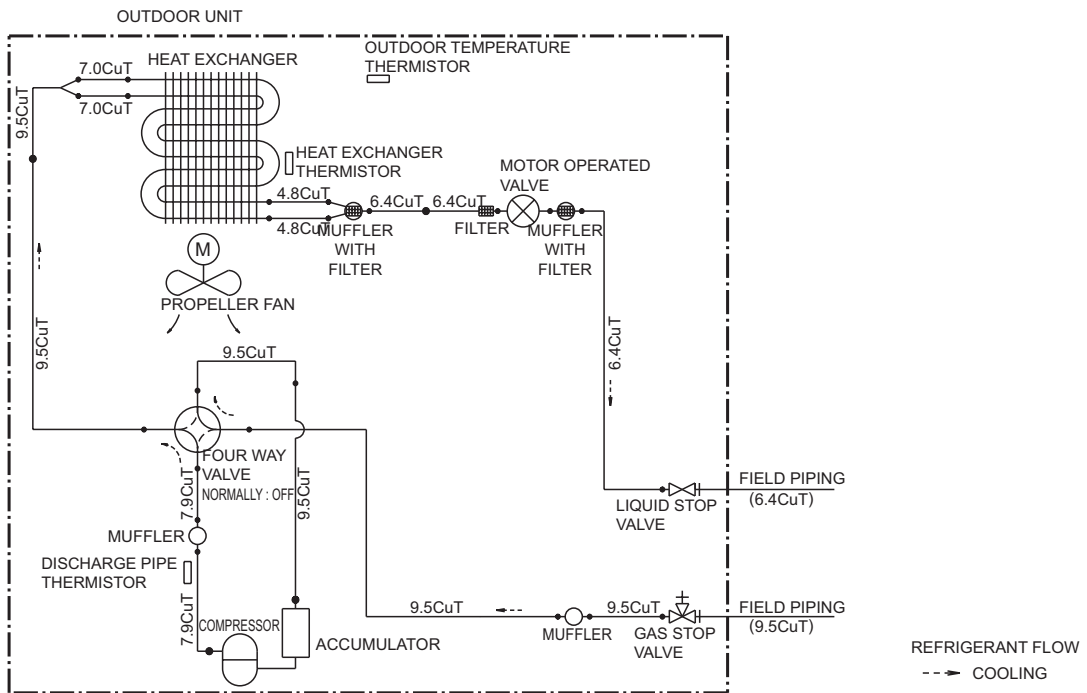 OUTDOOR UNIT
HEAT EXCHANGER
OUTDOOR TEMPERATURE
THERMISTOR
7.0CuT
7.0CuT
9.5CuT
HEAT EXCHANGER
THERMISTOR
MOTOR OPERATED
VALVE
4.8CuT
6.4CuT
6.4CuT
4.8CuT
MUFFLER
WITH
FILTER
FILTER
MUFFLER
WITH
FILTER
M
PROPELLER FAN
9.5CuT
9.5CuT
6.4CuT
FOUR WAY
VALVE
NORMALLY : OFF
7.9CuT
9.5CuT
LIQUID STOP
VALVE
FIELD PIPING
(6.4CuT)
MUFFLER
DISCHARGE PIPE
THERMISTOR
7.9CuT
COMPRESSOR
ACCUMULATOR
9.5CuT
MUFFLER
9.5CuT
GAS STOP
VALVE
FIELD PIPING
(9.5CuT)
REFRIGERANT FLOW
COOLING